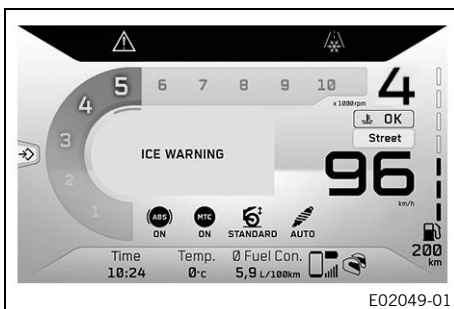 5 6 7 8 9 10
4
3
2
1
x 1000rpm
4
OK
Street
ICE WARNING
96
km/h
ABS
ON
MTC
ON
STANDARD
AUTO
Time
10:24
Temp.
0°C
Ø Fuel Con.
5,9 L/100km
200
km
E02049-01